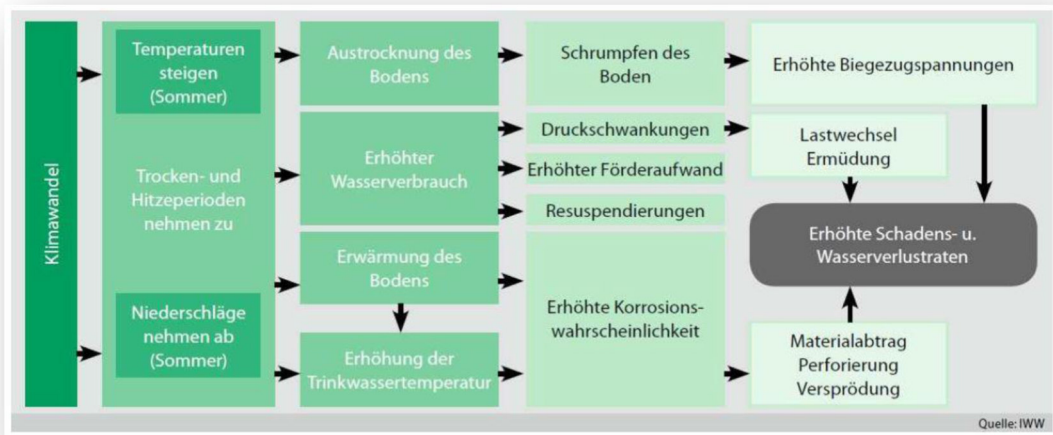 Klimawandel
Temperaturen
steigen
(Sommer)
Trocken- und
Hitzeperioden
nehmen zu
Niederschläge
nehmen ab
(Sommer)
Austrocknung des
Bodens
Erhöhter
Wasserverbrauch
Erwärmung des
Bodens
Erhöhung der
Trinkwassertemperatur
Schrumpfen des
Boden
Druckschwankungen
Erhöhter Förderaufwand
Resuspendierungen
Erhöhte Korrosions-
wahrscheinlichkeit
Erhöhte Biegezugspannungen
Lastwechsel
Ermüdung
Erhöhte Schadens- u.
Wasserverlustraten
Materialabtrag
Perforierung
Versprödung
Quelle: IWW